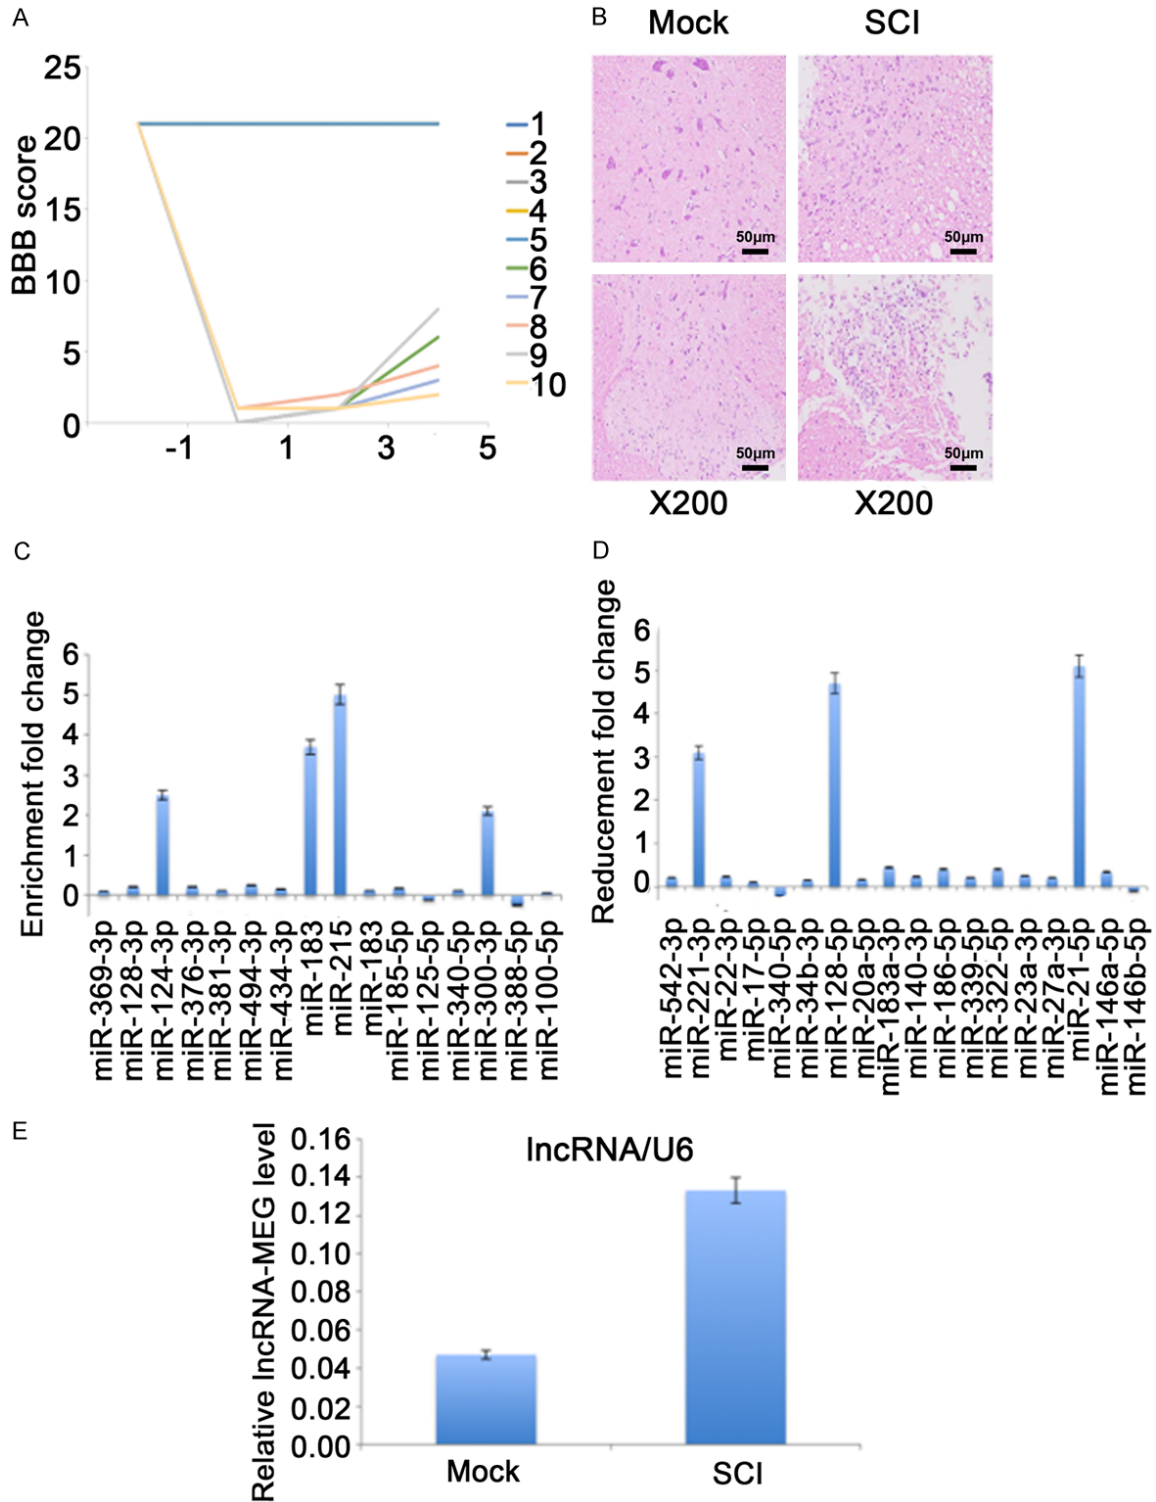 A
BBB score
25
20
15
10
5
0
-1 1 3 5
1
2
3
4
5
6
7
8
9
10
B
Mock SCI
50μm 50μm
50μm 50μm
X200 X200
C
Enrichment fold change
6
5
4
3
2
1
0
miR-369-3p
miR-128-3p
miR-124-3p
miR-376-3p
miR-381-3p
miR-494-3p
miR-434-3p
miR-183
miR-215
miR-183
miR-185-5p
miR-125-5p
miR-340-5p
miR-300-3p
miR-388-5p
miR-100-5p
D
Reducement fold change
6
5
4
3
2
1
0
miR-542-3p
miR-221-3p
miR-22-3p
miR-17-5p
miR-340-5p
miR-34b-3p
miR-128-5p
miR-20a-5p
miR-183a-3p
miR-140-3p
miR-186-5p
miR-339-5p
miR-322-5p
miR-23a-3p
miR-27a-3p
miR-21-5p
miR-146a-5p
miR-146b-5p
E
lncRNA/U6
Relative lncRNA-MEG level
0.16
0.14
0.12
0.10
0.08
0.06
0.04
0.02
0.00
Mock SCI